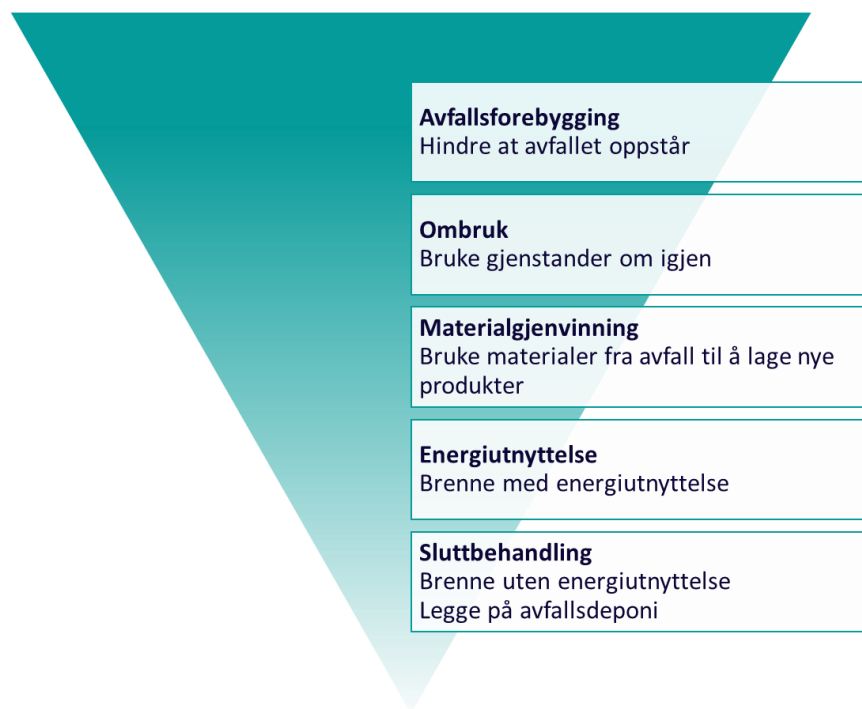 Avfallsforebygging
Hindre at avfallet oppstår
Ombruk
Bruke gjenstander om igjen
Materialgjenvinning
Bruke materialer fra avfall til å lage nye
produkter
Energiutnyttelse
Brenne med energiutnyttelse
Sluttbehandling
Brenne uten energiutnyttelse
Legge på avfallsdeponi